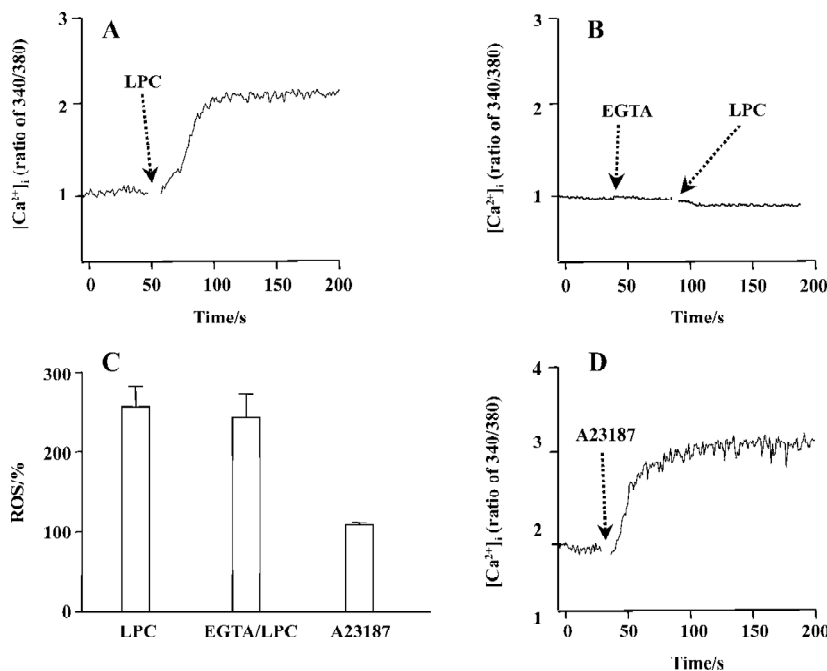 A
[Ca²⁺]ᵢ (ratio of 340/380)
3
2
1
LPC
0 50 100 150 200
Time/s
B
[Ca²⁺]ᵢ (ratio of 340/380)
3
2
1
EGTA LPC
0 50 100 150 200
Time/s
C
ROS/%
300
200
100
0
LPC EGTA/LPC A23187
D
[Ca²⁺]ᵢ (ratio of 340/380)
4
3
2
1
A23187
0 50 100 150 200
Time/s